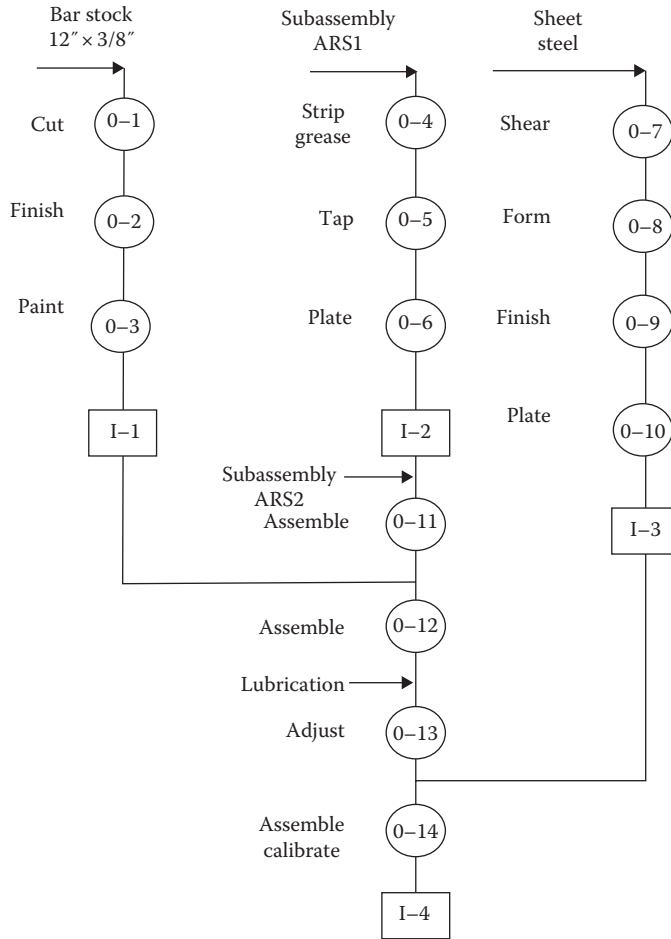 Bar stock
12″ × 3/8″
Cut
0–1
Finish
0–2
Paint
0–3
I–1
Subassembly
ARS1
Strip
grease
0–4
Tap
0–5
Plate
0–6
I–2
Subassembly
ARS2
Assemble
0–11
Assemble
0–12
Lubrication
Adjust
0–13
Assemble
calibrate
0–14
I–4
Sheet
steel
Shear
0–7
Form
0–8
Finish
0–9
Plate
0–10
I–3